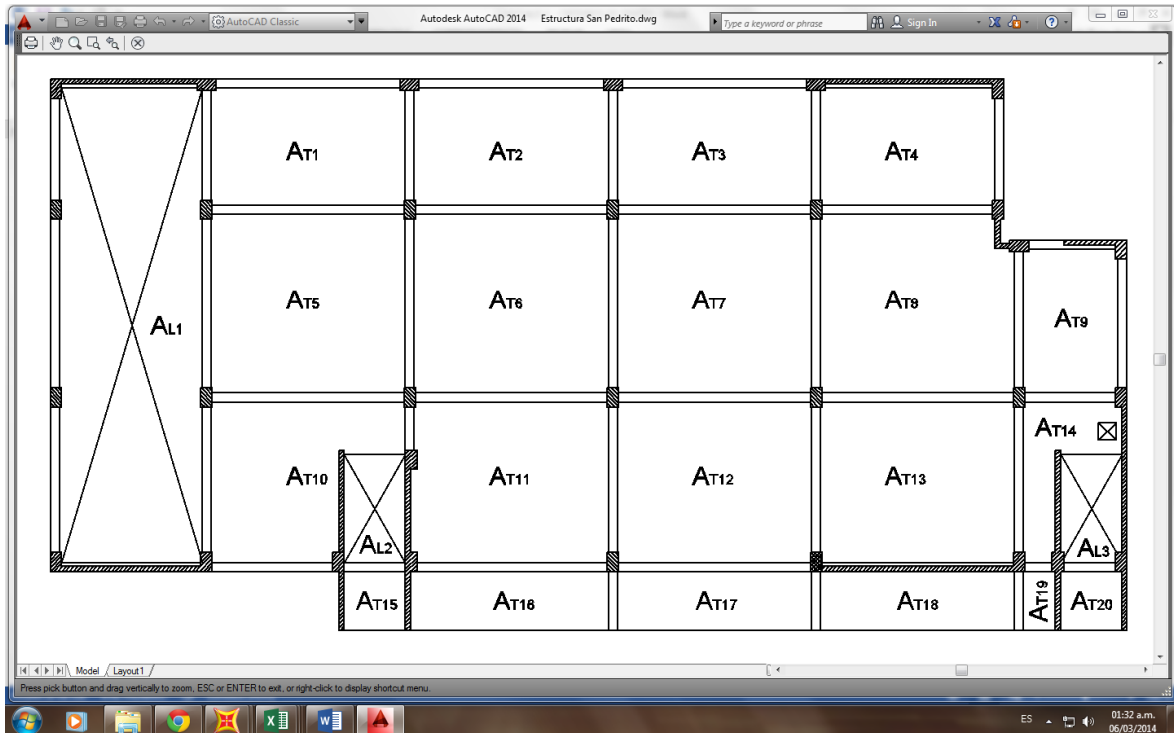 AutoCAD Classic
Autodesk AutoCAD 2014 Estructura San Pedrito.dwg
Type a keyword or phrase
Sign In
AT1
AT2
AT3
AT4
AT5
AT6
AT7
AT8
AT9
AL1
AT10
AT11
AT12
AT13
AT14
AL2
AL3
AT15
AT16
AT17
AT18
AT19
AT20
Model
Layout1
Press pick button and drag vertically to zoom, ESC or ENTER to exit, or right-click to display shortcut menu.
ES
01:32 a.m.
06/03/2014